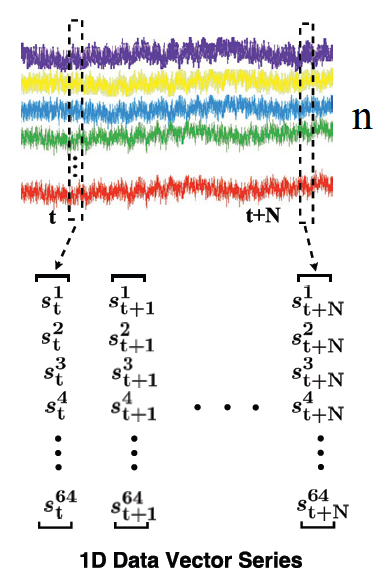 n
t t+N
s_t^1 s_{t+1}^1 s_{t+N}^1
s_t^2 s_{t+1}^2 s_{t+N}^2
s_t^3 s_{t+1}^3 s_{t+N}^3
s_t^4 s_{t+1}^4 . . . s_{t+N}^4
s_t^{64} s_{t+1}^{64} s_{t+N}^{64}
1D Data Vector Series